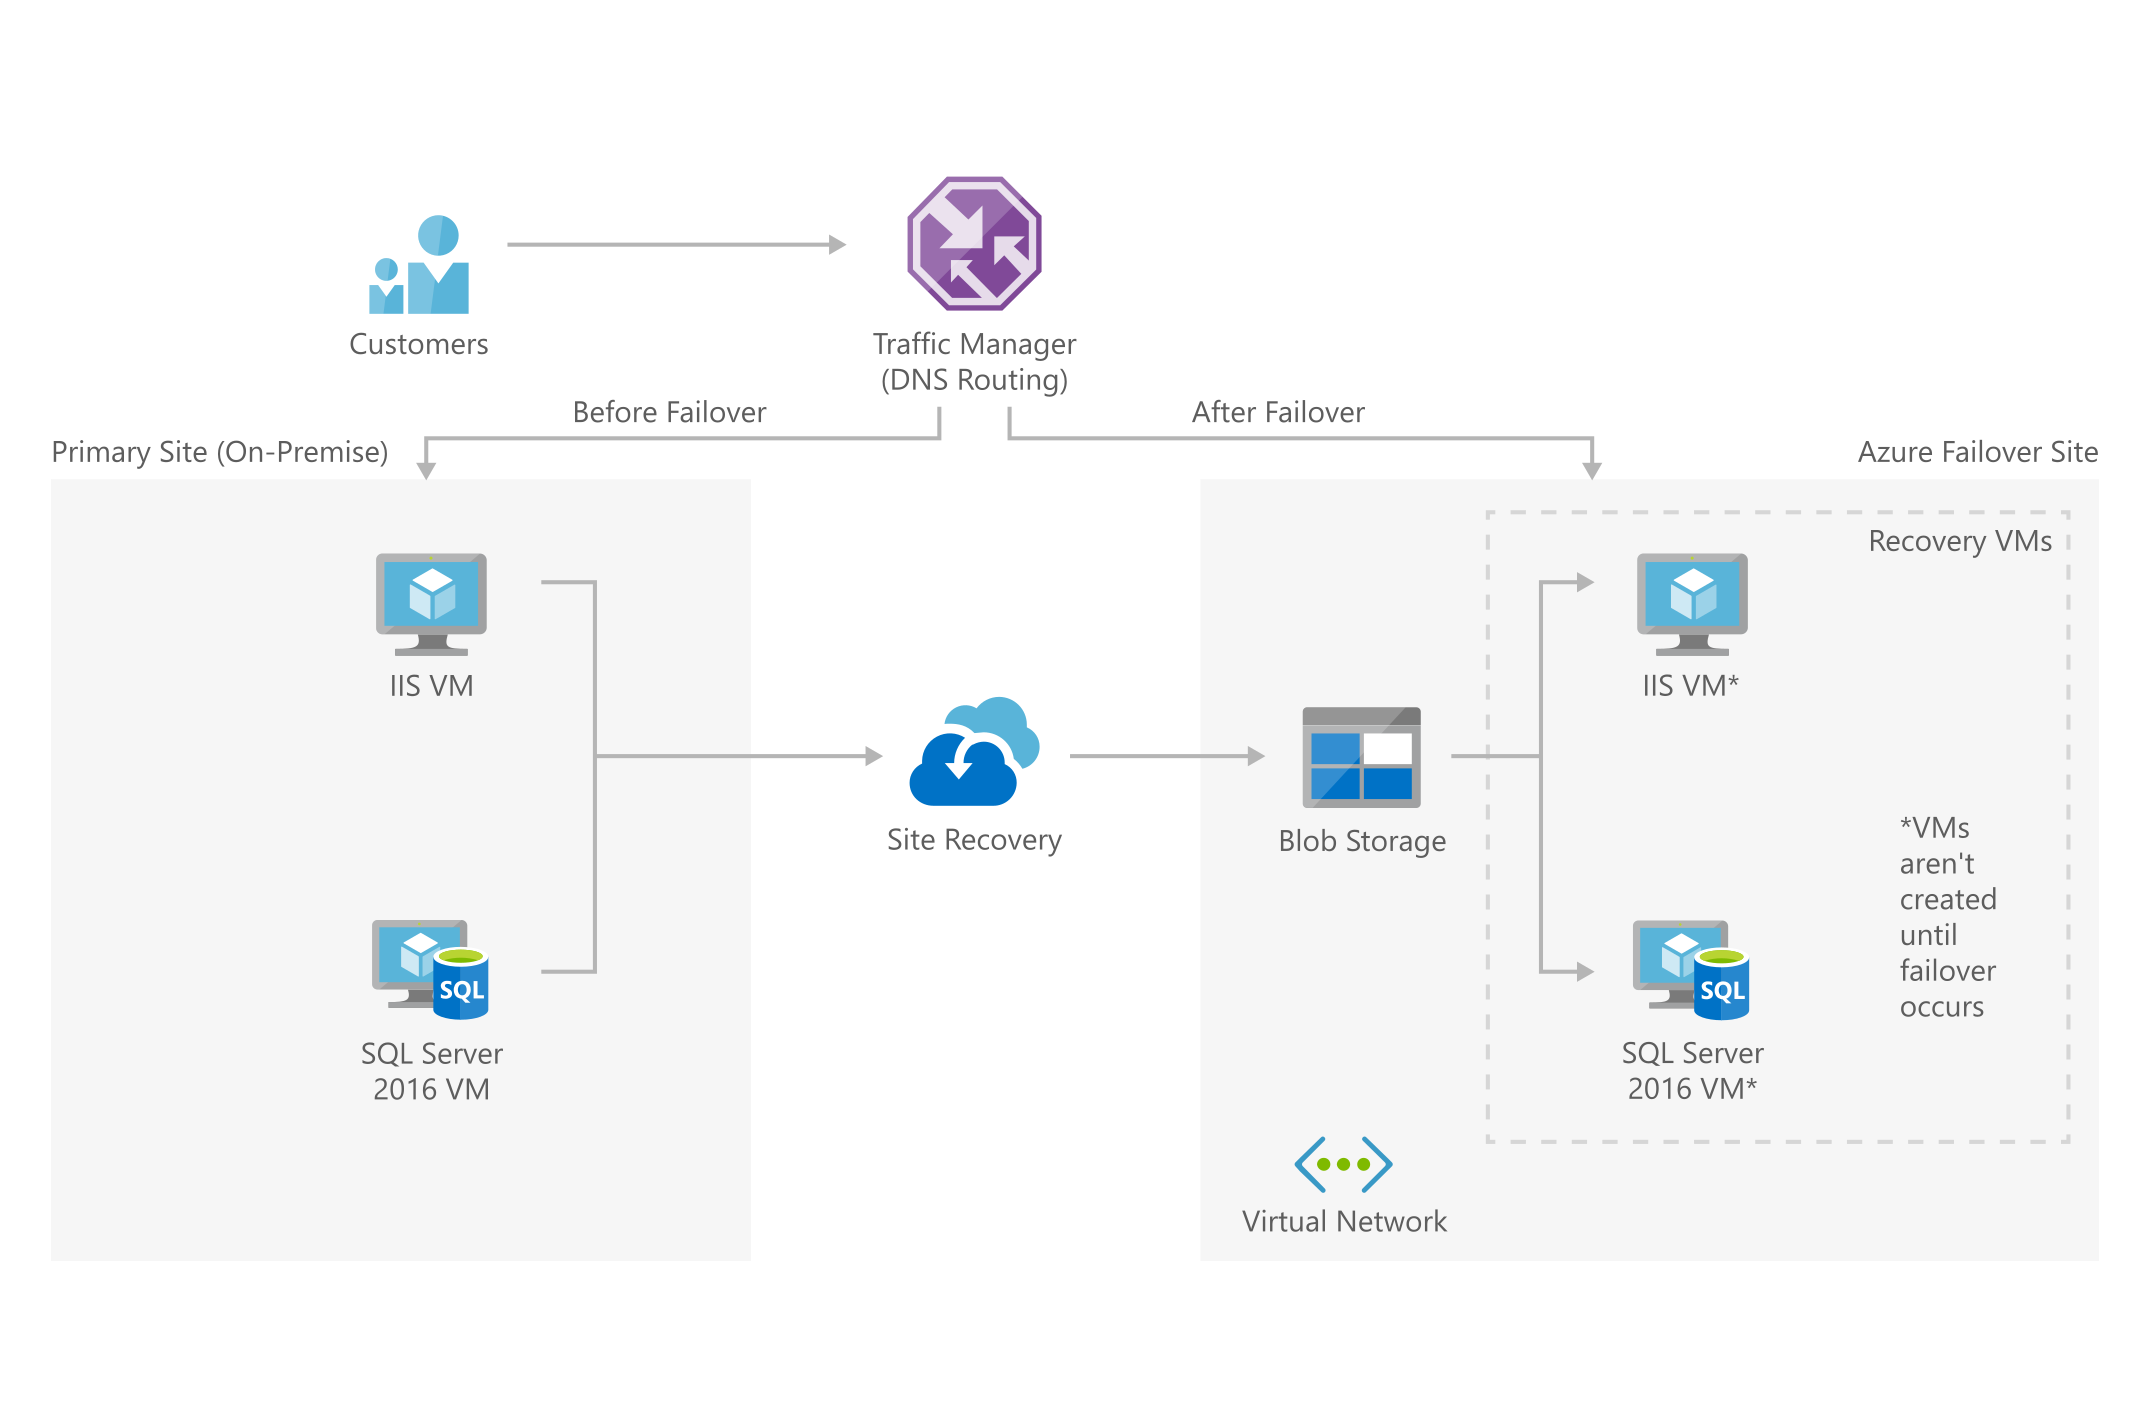 Customers
Traffic Manager
(DNS Routing)
Before Failover
After Failover
Primary Site (On-Premise)
Azure Failover Site
Recovery VMs
IIS VM
IIS VM*
Site Recovery
Blob Storage
*VMs
aren't
created
until
failover
occurs
SQL
SQL Server
2016 VM
SQL
SQL Server
2016 VM*
Virtual Network